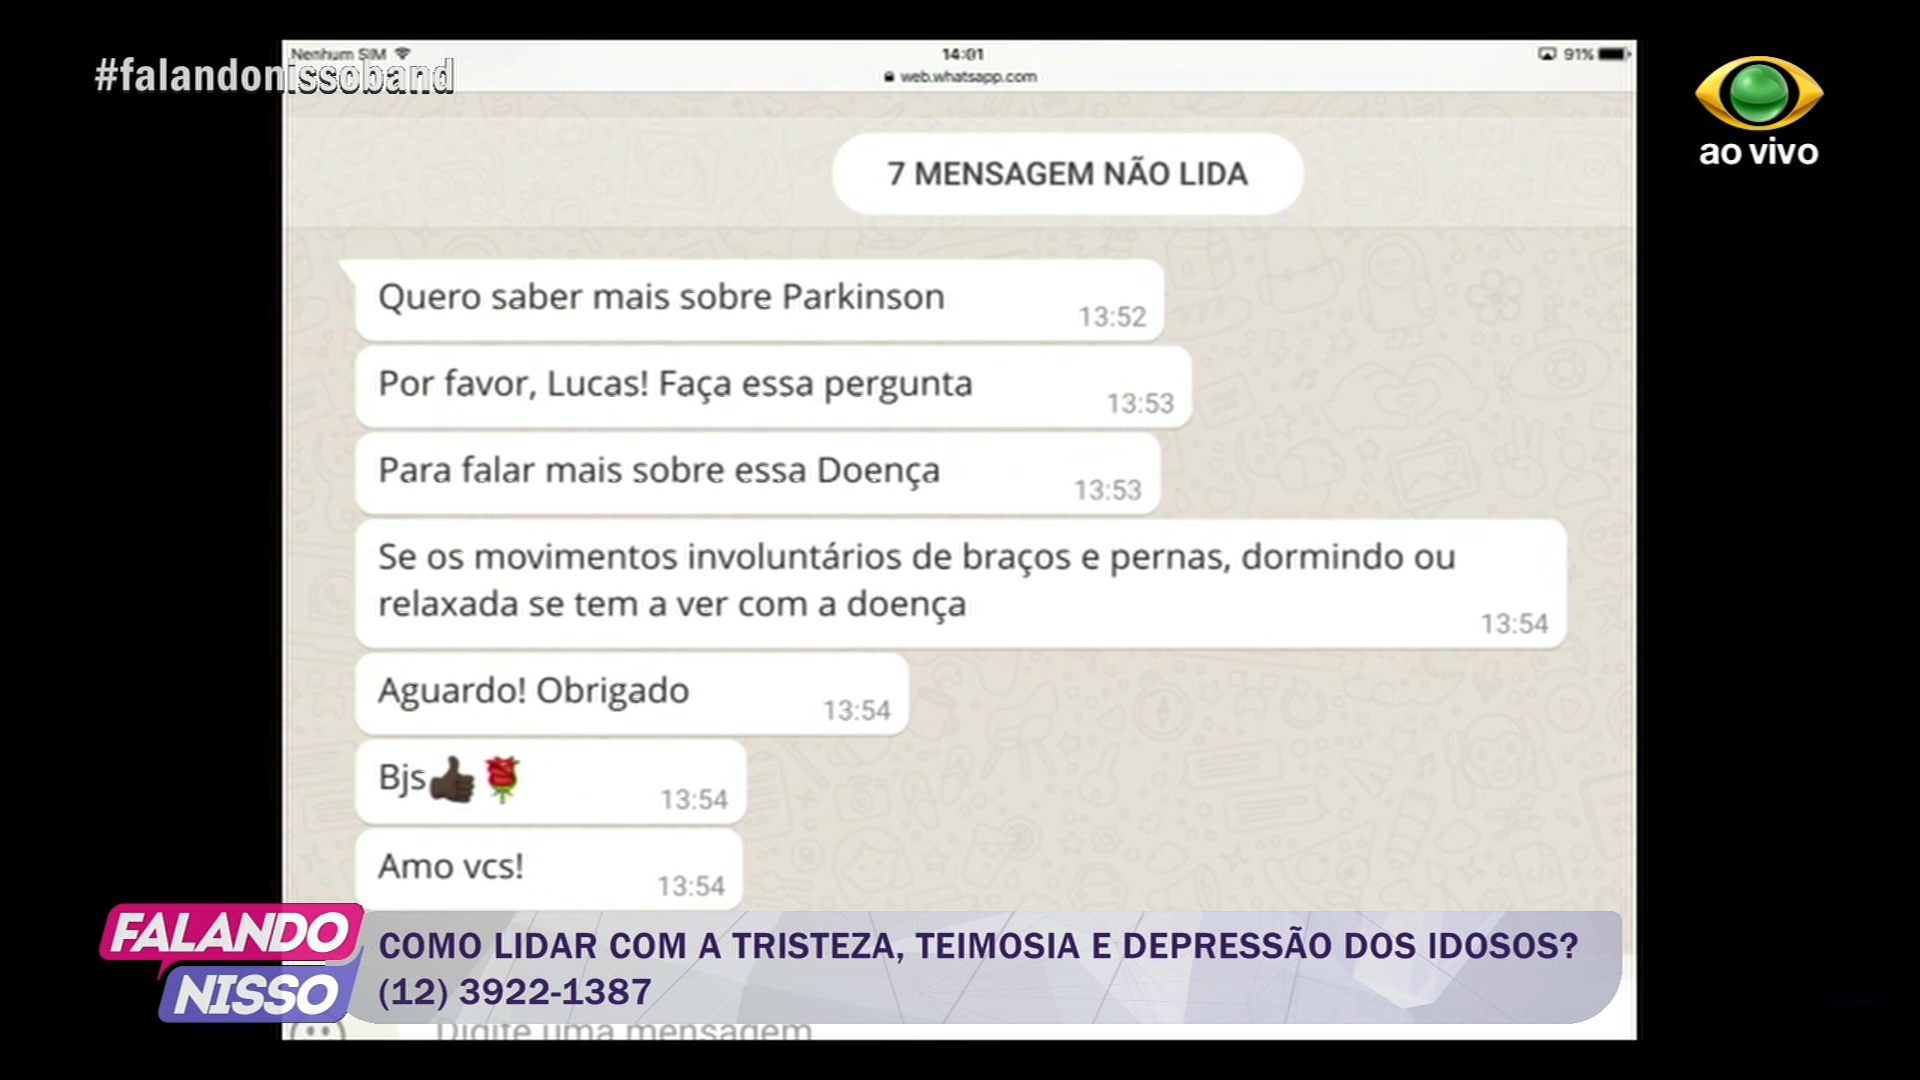 #falandonissoband
Nenhum SIM
14:01
91%
web.whatsapp.com
ao vivo
7 MENSAGEM NÃO LIDA
Quero saber mais sobre Parkinson
13:52
Por favor, Lucas! Faça essa pergunta
13:53
Para falar mais sobre essa Doença
13:53
Se os movimentos involuntários de braços e pernas, dormindo ou
relaxada se tem a ver com a doença
13:54
Aguardo! Obrigado
13:54
Bjs👍🏿🌹
13:54
Amo vcs!
13:54
FALANDO
NISSO
COMO LIDAR COM A TRISTEZA, TEIMOSIA E DEPRESSÃO DOS IDOSOS?
(12) 3922-1387
Digite uma mensagem